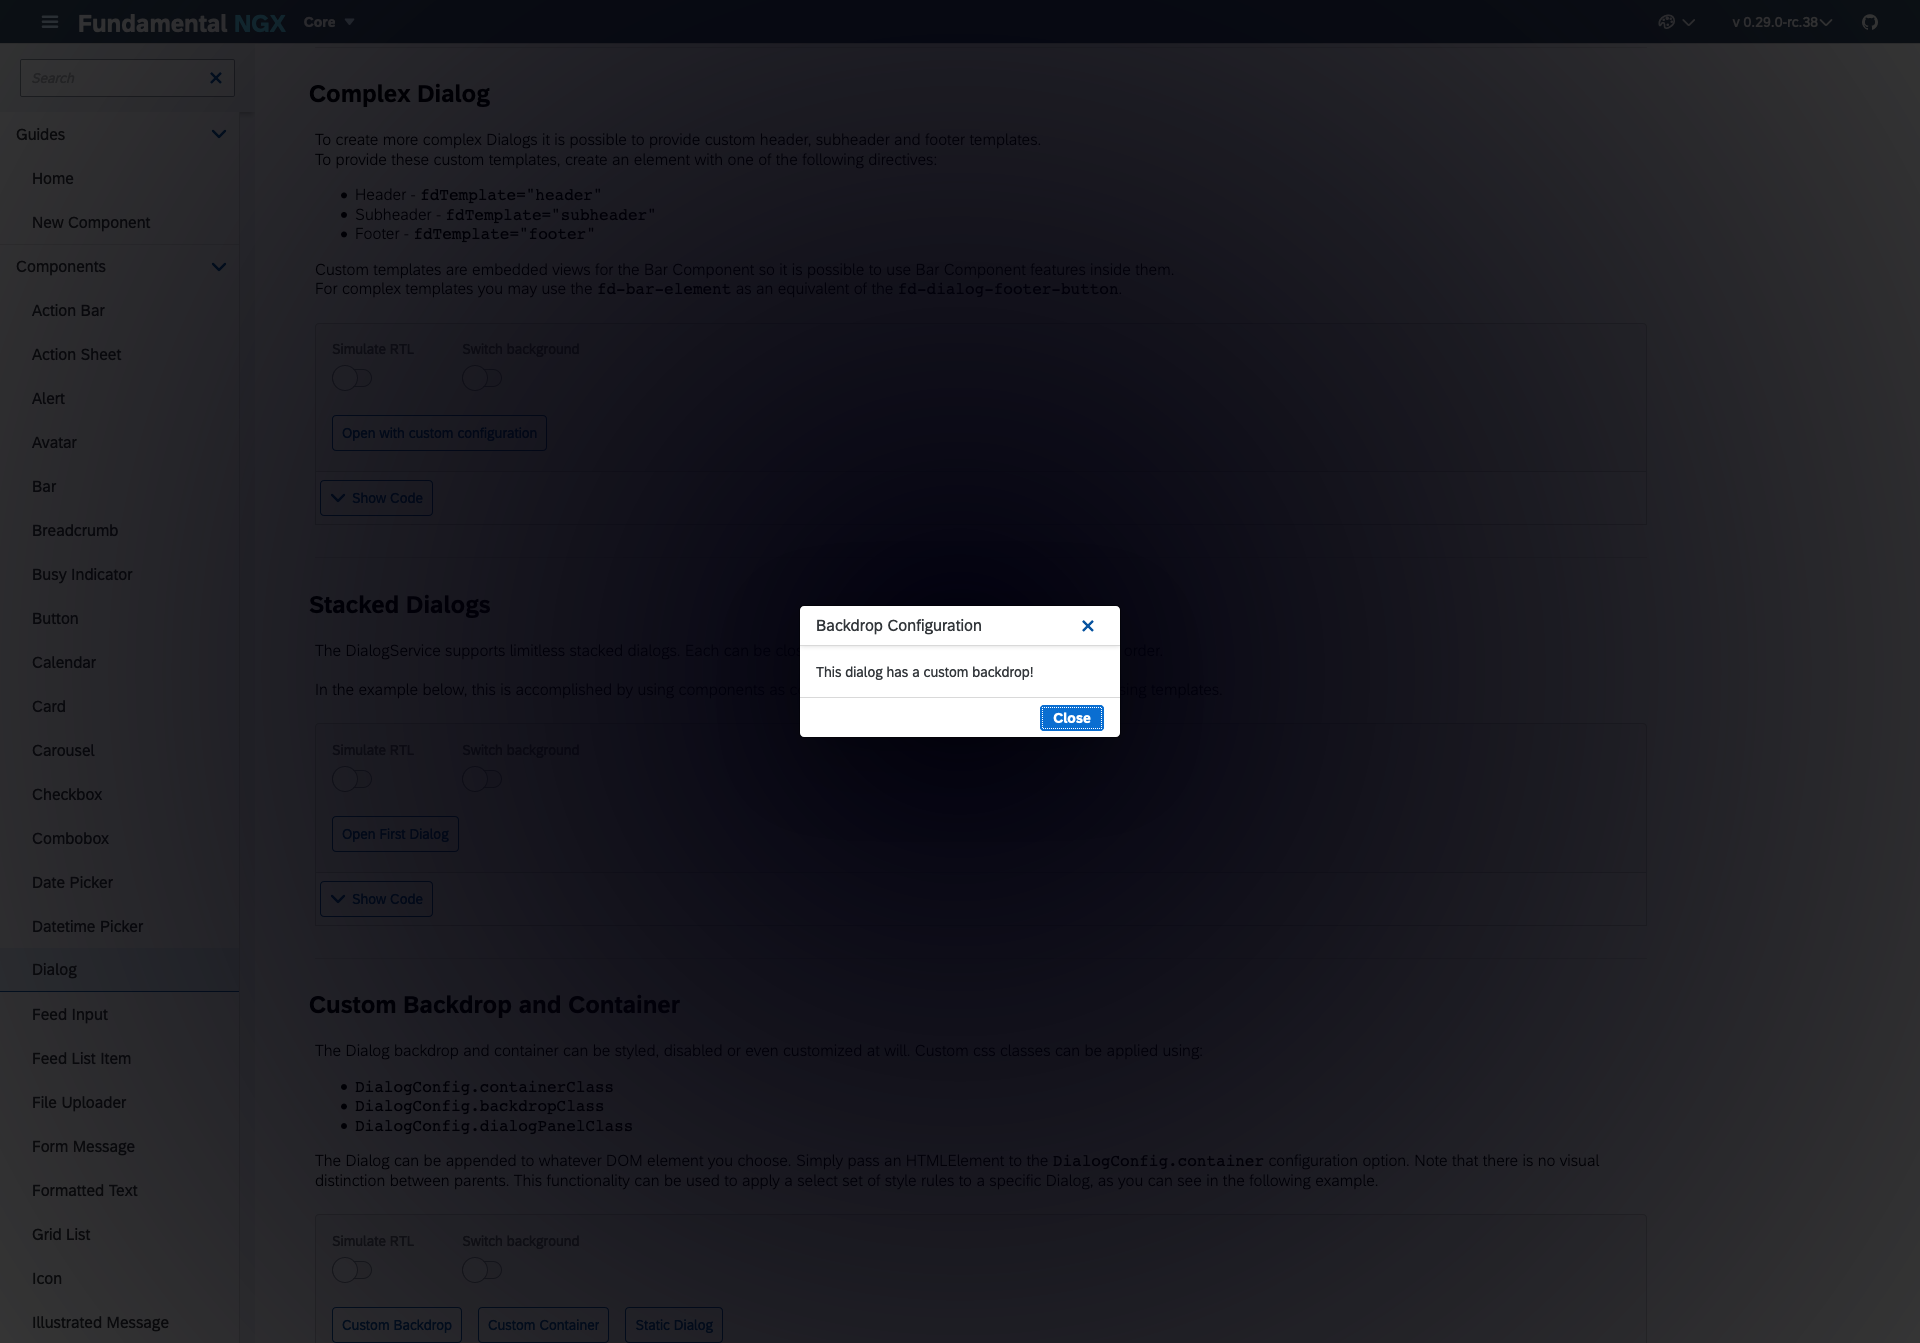 Fundamental NGX
Core
v 0.29.0-rc.38
Search
Guides
Home
New Component
Components
Action Bar
Action Sheet
Alert
Avatar
Bar
Breadcrumb
Busy Indicator
Button
Calendar
Card
Carousel
Checkbox
Combobox
Date Picker
Datetime Picker
Dialog
Feed Input
Feed List Item
File Uploader
Form Message
Formatted Text
Grid List
Icon
Illustrated Message
Complex Dialog
To create more complex Dialogs it is possible to provide custom header, subheader and footer templates.
To provide these custom templates, create an element with one of the following directives:
Header - fdTemplate="header"
Subheader - fdTemplate="subheader"
Footer - fdTemplate="footer"
Custom templates are embedded views for the Bar Component so it is possible to use Bar Component features inside them.
For complex templates you may use the fd-bar-element as an equivalent of the fd-dialog-footer-button.
Simulate RTL
Switch background
Open with custom configuration
Show Code
Stacked Dialogs
The DialogService supports limitless stacked dialogs. Each can be order.
In the example below, this is accomplished by using components as templates.
Simulate RTL
Switch background
Open First Dialog
Show Code
Backdrop Configuration
This dialog has a custom backdrop!
Close
Custom Backdrop and Container
The Dialog backdrop and container can be styled, disabled or even customized at will. Custom css classes can be applied using:
DialogConfig.containerClass
DialogConfig.backdropClass
DialogConfig.dialogPanelClass
The Dialog can be appended to whatever DOM element you choose. Simply pass an HTMLElement to the DialogConfig.container configuration option. Note that there is no visual
distinction between parents. This functionality can be used to apply a select set of style rules to a specific Dialog, as you can see in the following example.
Simulate RTL
Switch background
Custom Backdrop
Custom Container
Static Dialog